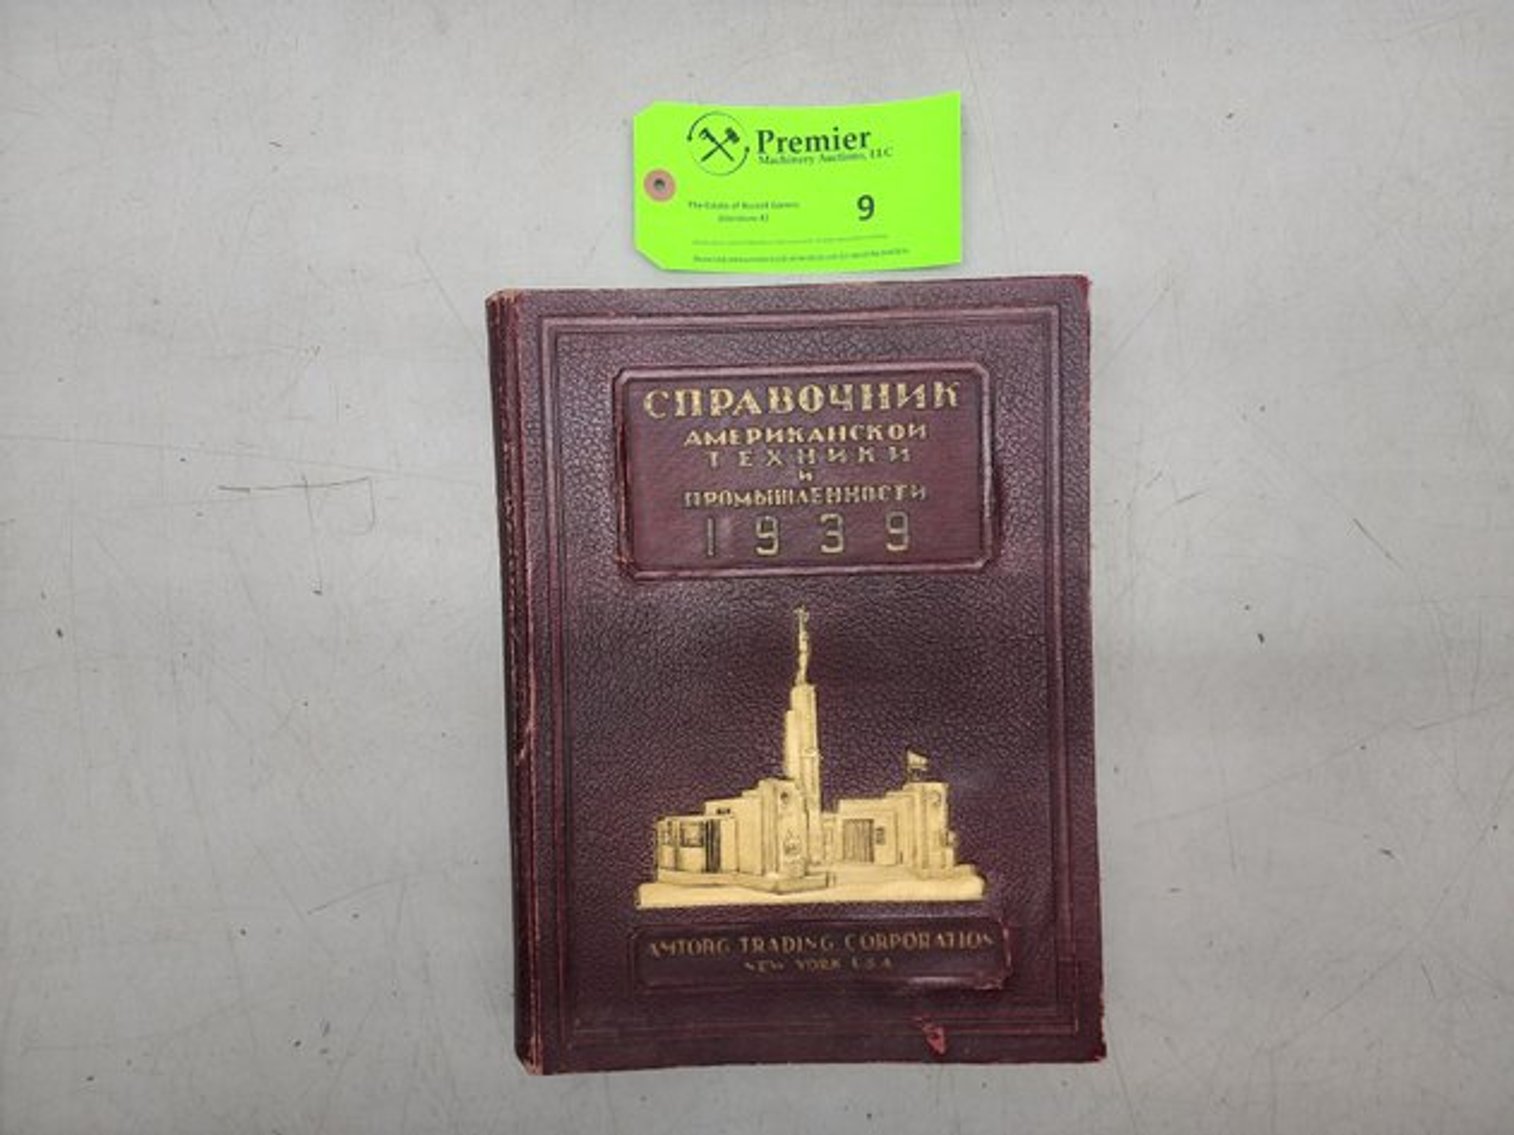 Premier
Machinery Auctions, LLC
9
СПРАВОЧНИК
АМЕРИКАНСКОЙ
ТЕХНИКИ
И
ПРОМЫШЛЕННОСТИ
1939
AMTORG TRADING CORPORATION
NEW YORK U.S.A.